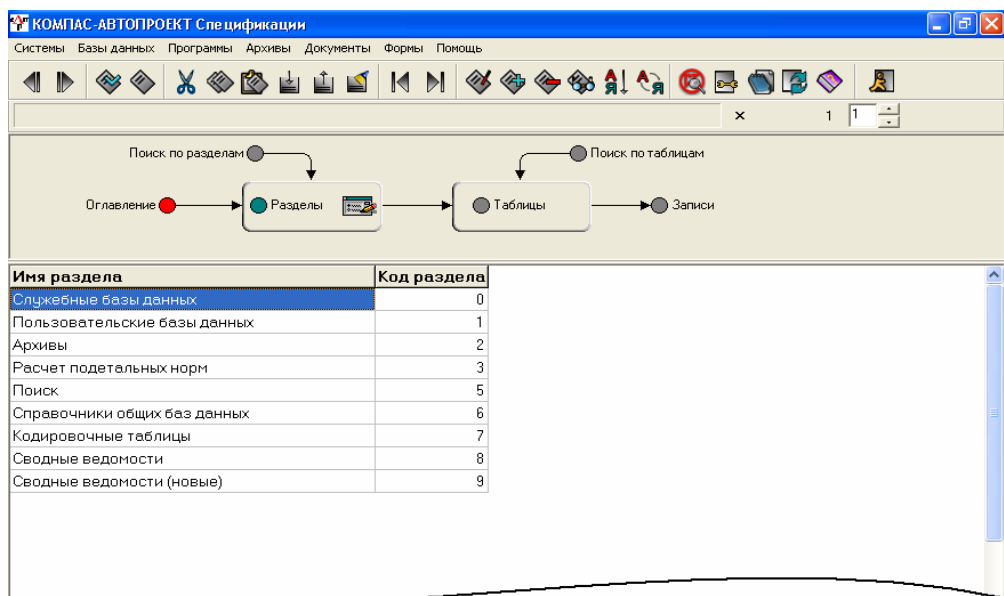 КОМПАС-АВТОПРОЕКТ Спецификации
Системы Базы данных Программы Архивы Документы Формы Помощь
× 1 1
Поиск по разделам Поиск по таблицам
Оглавление Разделы Таблицы Записи
Имя раздела Код раздела
Служебные базы данных 0
Пользовательские базы данных 1
Архивы 2
Расчет подетальных норм 3
Поиск 5
Справочники общих баз данных 6
Кодировочные таблицы 7
Сводные ведомости 8
Сводные ведомости (новые) 9